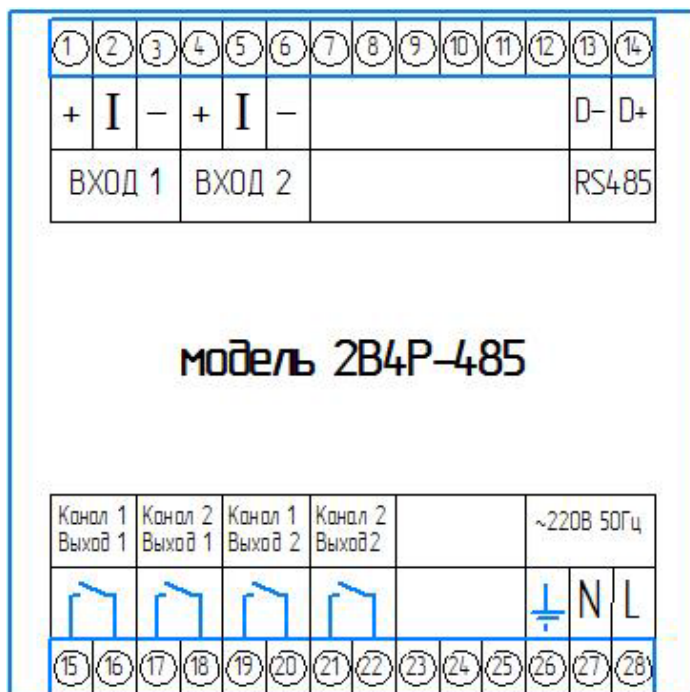 1 2 3 4 5 6 7 8 9 10 11 12 13 14
+ I − + I − D− D+
ВХОД 1 ВХОД 2 RS485
модель 2В4Р−485
Канал 1 Канал 2 Канал 1 Канал 2
Выход 1 Выход 1 Выход 2 Выход2
~220В 50Гц
N L
15 16 17 18 19 20 21 22 23 24 25 26 27 28